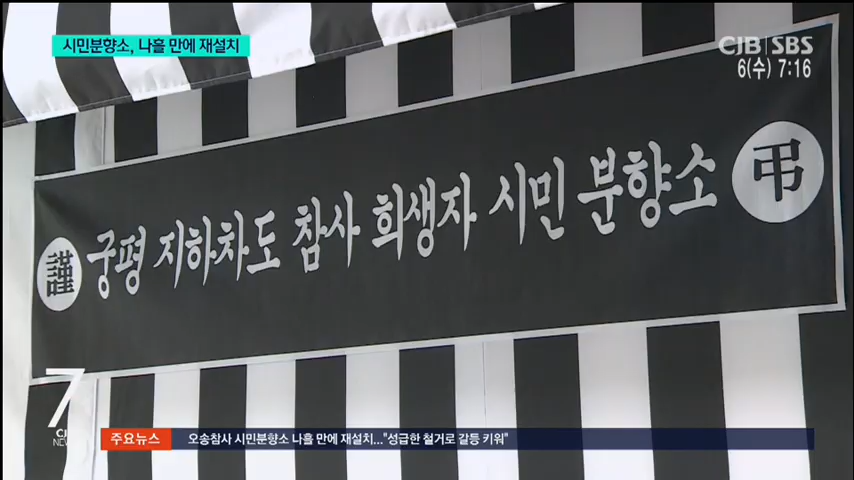 시민분향소, 나흘 만에 재설치
CJB SBS
6(수) 7:16
謹 궁평 지하차도 참사 희생자 시민 분향소 弔
7
CJB
NEWS
주요뉴스 오송참사 시민분향소 나흘 만에 재설치..."성급한 철거로 갈등 키워"